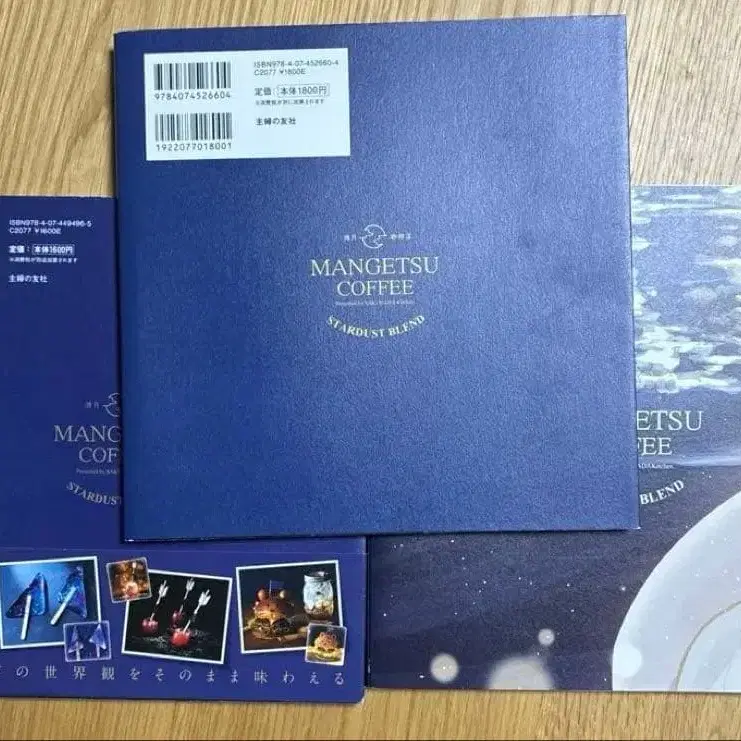 ISBN978-4-07-452660-4
C2077 ¥1800E
9784074526604
定価：本体1800円
※消費税が別に加算されます
1922077018001
主婦の友社
満月
珈琲店
MANGETSU
COFFEE
STARDUST BLEND
ISBN978-4-07-449496-5
C2077 ¥1600E
定価：本体1600円
※消費税が別途加算されます
主婦の友社
満月
MANG
COF
STARDUST
の世界観をそのまま味わえる
ETSU
EE
BLEND